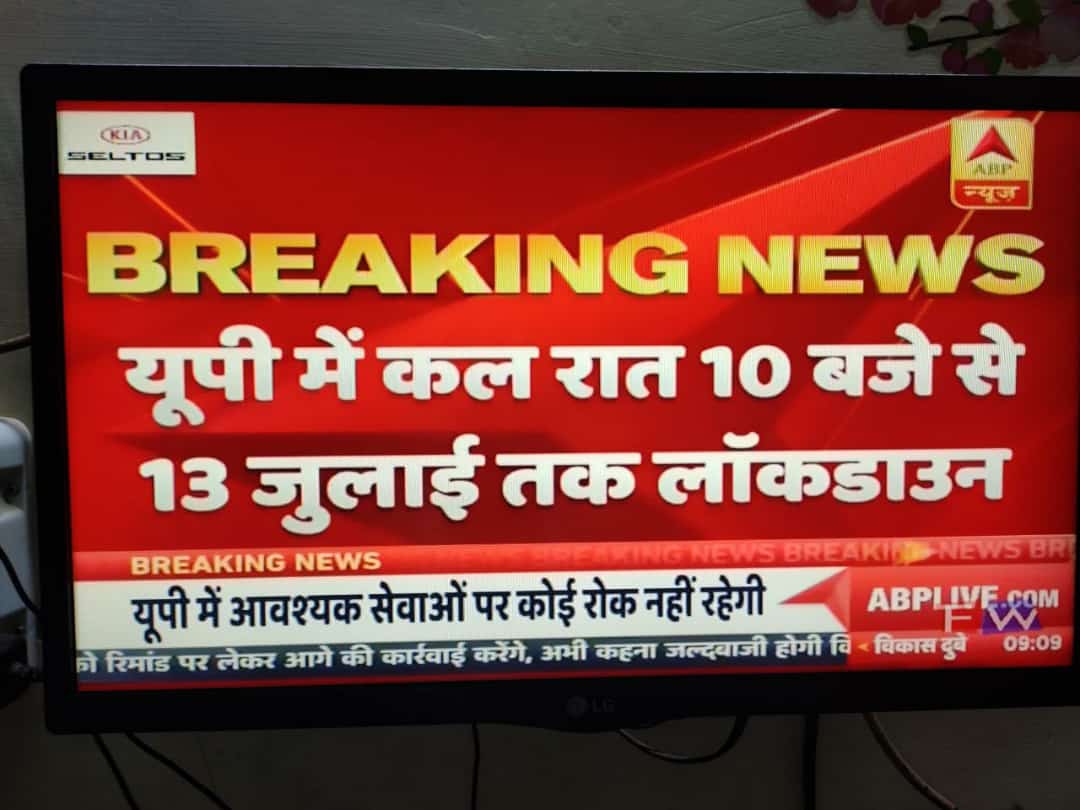 KIA
SELTOS
ABP
न्यूज़
BREAKING NEWS
यूपी में कल रात 10 बजे से
13 जुलाई तक लॉकडाउन
BREAKING NEWS
NEWS BREAKING NEWS BREAKING NEWS BR
यूपी में आवश्यक सेवाओं पर कोई रोक नहीं रहेगी
ABPLIVE.COM
को रिमांड पर लेकर आगे की कार्रवाई करेंगे, अभी कहना जल्दबाजी होगी वि
विकास दुबे
09:09
LG